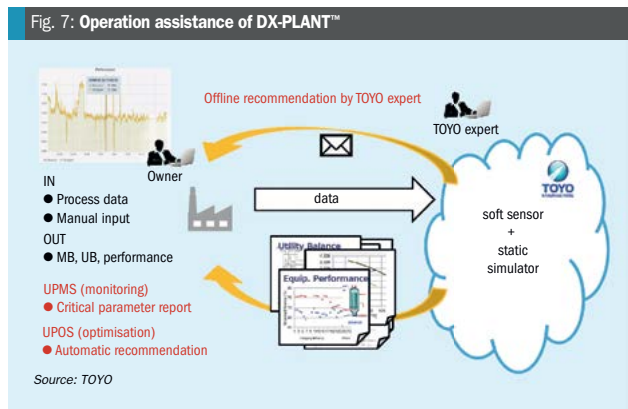 Fig. 7: Operation assistance of DX-PLANT™
Offline recommendation by TOYO expert
TOYO expert
Owner
IN
● Process data
● Manual input
OUT
● MB, UB, performance
UPMS (monitoring)
● Critical parameter report
UPOS (optimisation)
● Automatic recommendation
data
Utility Balance
Equip. Performance
TOYO
soft sensor
+
static
simulator
Source: TOYO